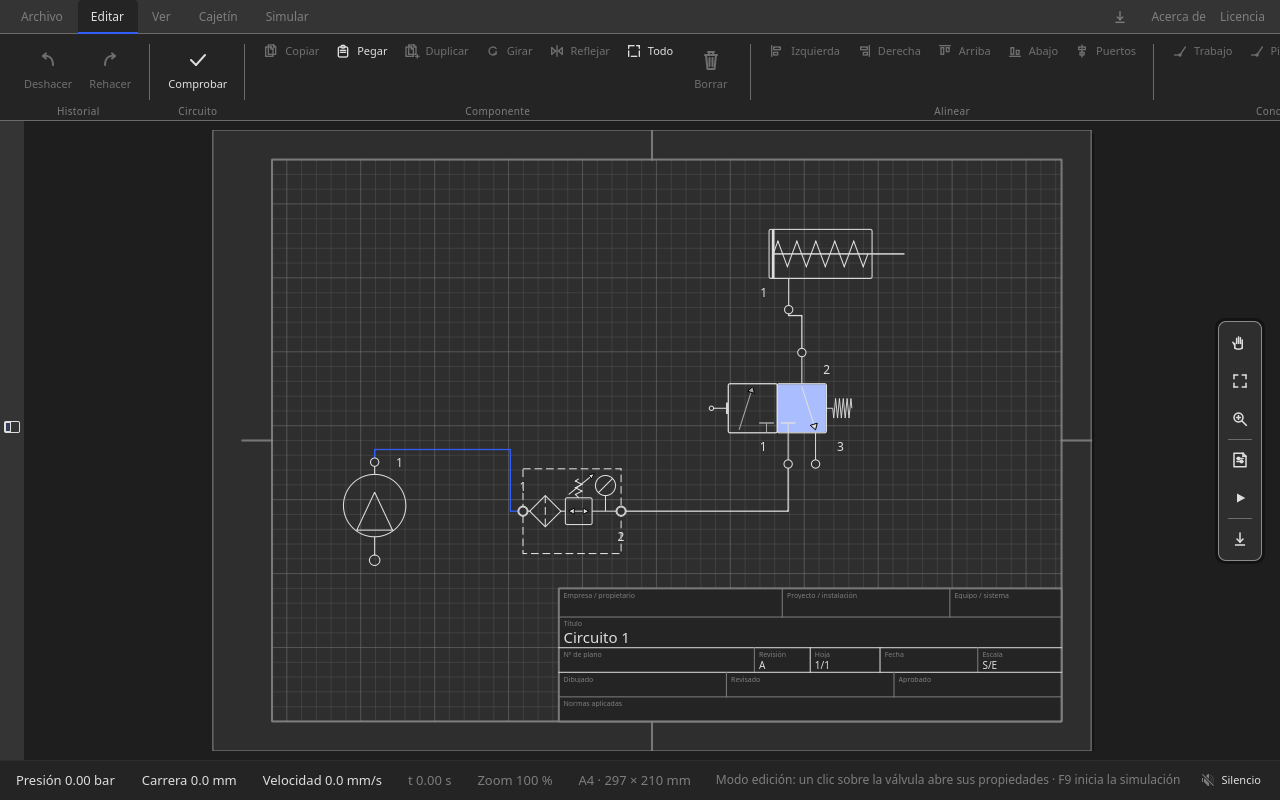 Archivo Editar Ver Cajetín Simular Acerca de Licencia
Copiar Pegar Duplicar Girar Reflejar Todo Izquierda Derecha Arriba Abajo Puertos Trabajo
Deshacer Rehacer Comprobar Borrar
Historial Circuito Componente Alinear
1
2
1 3
1
1
2
Empresa / propietario Proyecto / instalación Equipo / sistema
Título
Circuito 1
Nº de plano Revisión Hoja Fecha Escala
A 1/1 S/E
Dibujado Revisado Aprobado
Normas aplicadas
Presión 0.00 bar Carrera 0.0 mm Velocidad 0.0 mm/s t 0.00 s Zoom 100 % A4 · 297 × 210 mm Modo edición: un clic sobre la válvula abre sus propiedades · F9 inicia la simulación Silencio